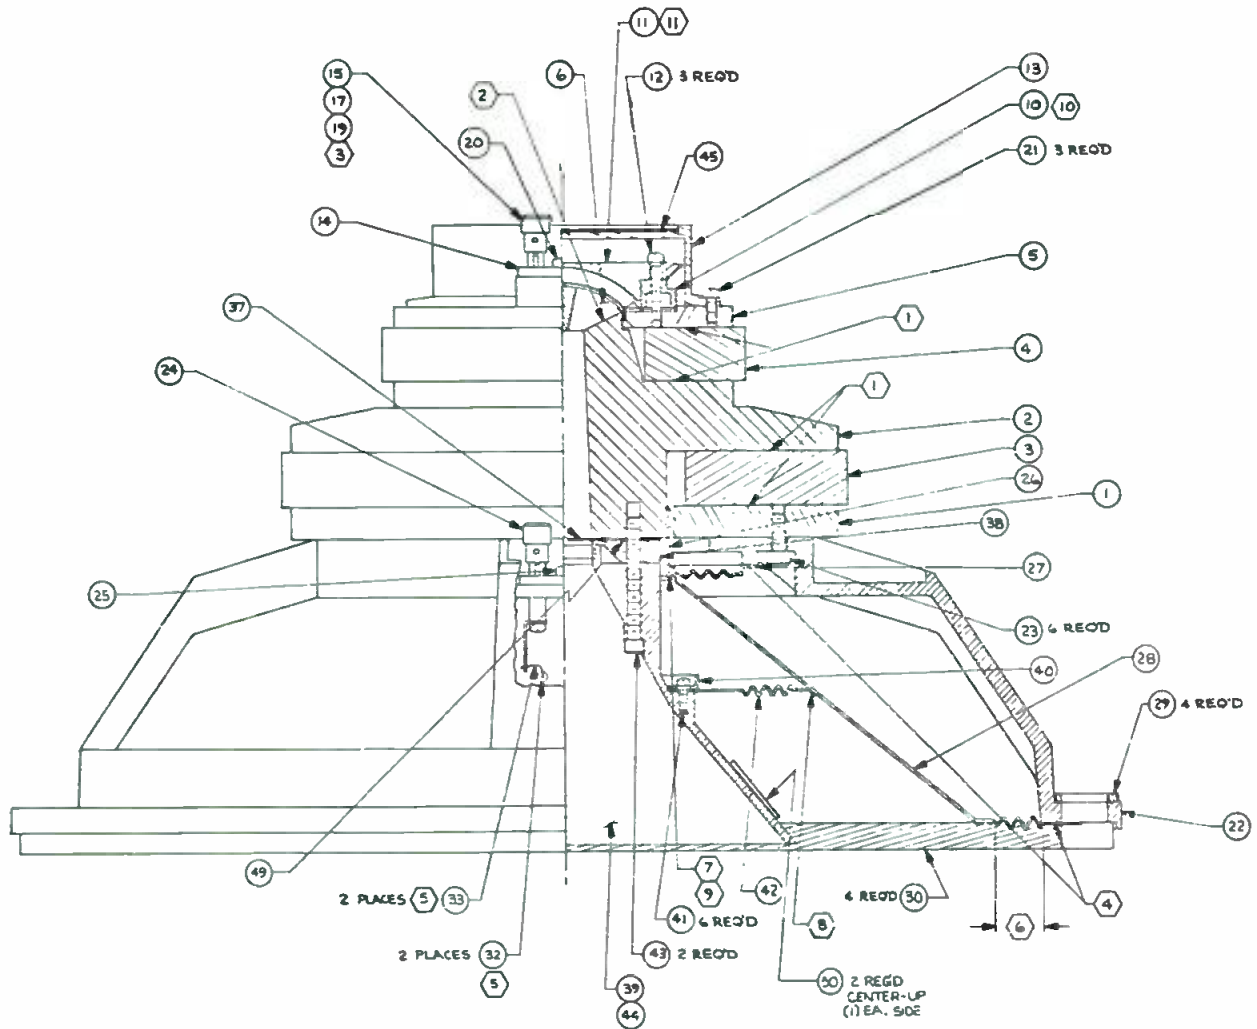 11 11
15 6 12 3 REQ'D 13
17 2 10 10
19 20 45 21 3 REQ'D
3
14
5
37 1
4
24 1
2
3
26
1
38
25 27
23 6 REQ'D
40 28
29 4 REQ'D
22
49 7
2 PLACES 5 33 9 42 4 REQ'D 30 4
41 6 REQ'D 8 6
2 PLACES 32 43 2 REQ'D
5
39 50 2 REQ'D
44 CENTER-UP
(1) EA. SIDE